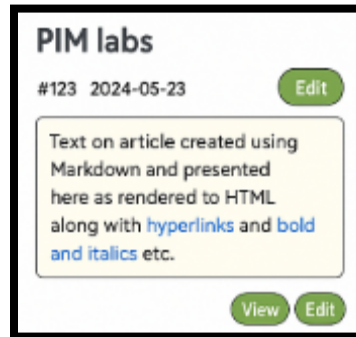 PIM labs
#123 2024-05-23 Edit
Text on article created using
Markdown and presented
here as rendered to HTML
along with hyperlinks and bold
and italics etc.
View Edit